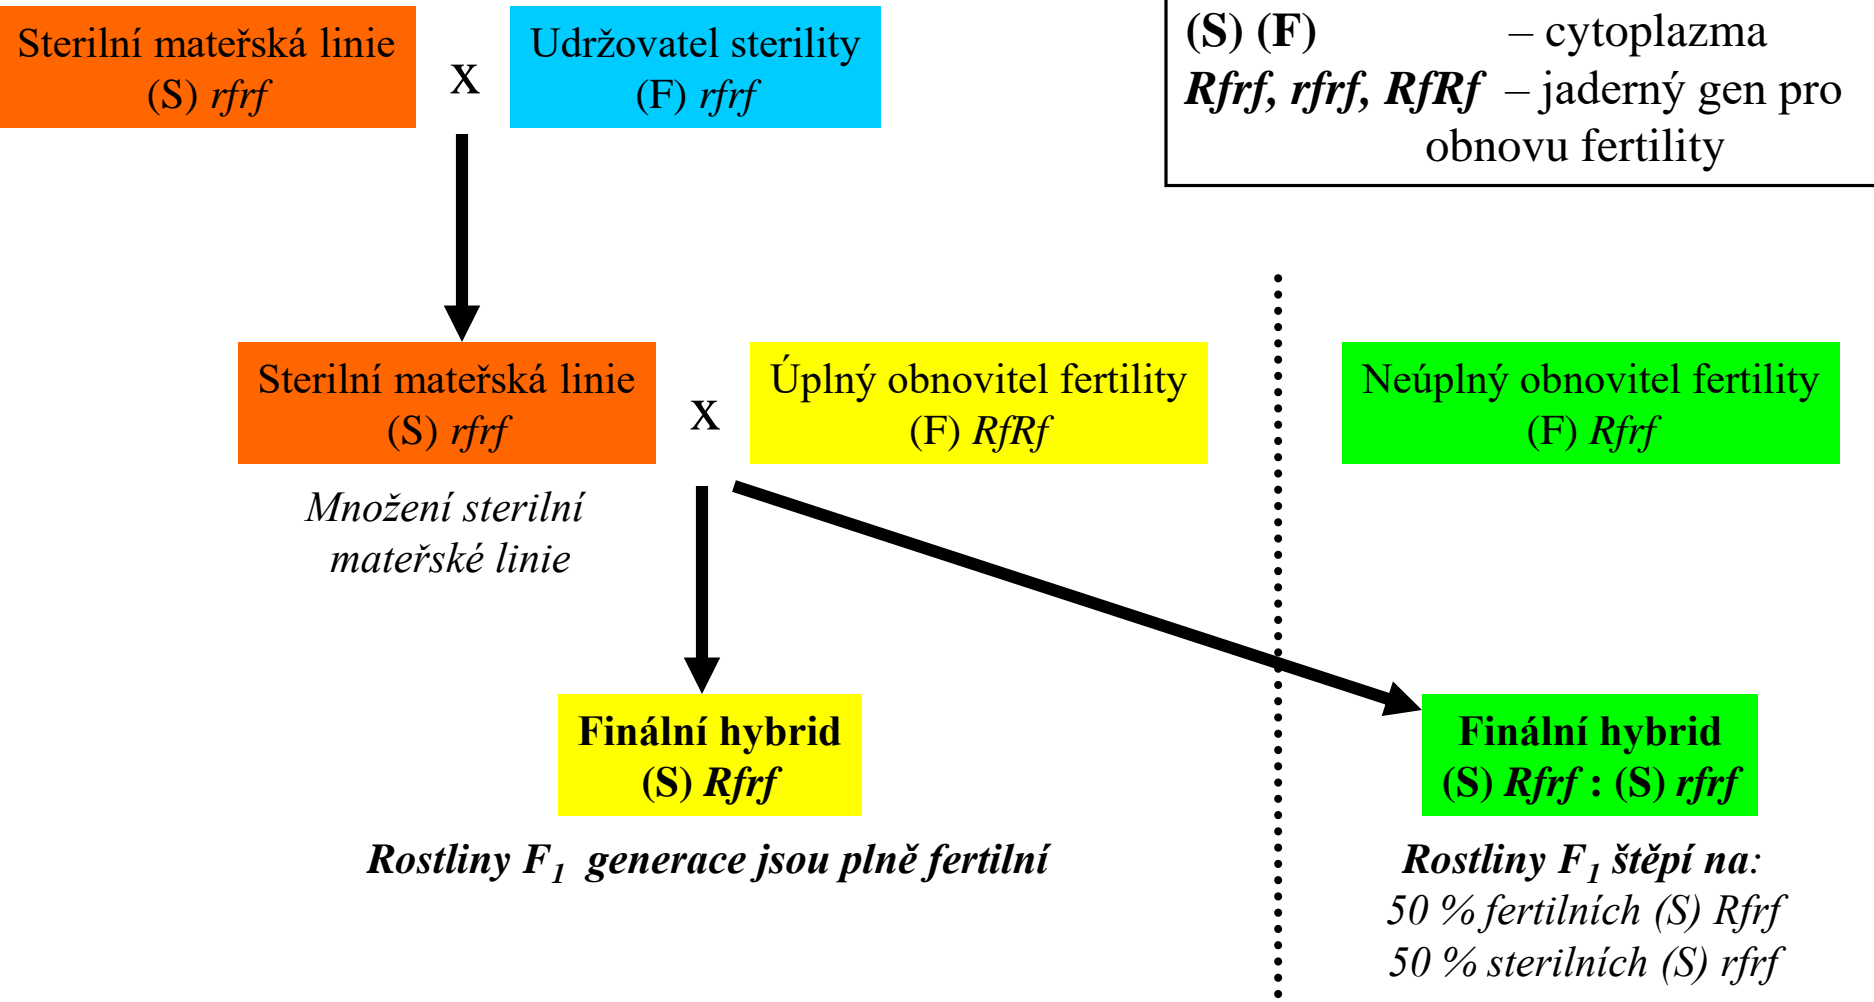 Sterilní mateřská linie
(S) rfrf
x
Udržovatel sterility
(F) rfrf
(S) (F) – cytoplazma
Rfrf, rfrf, RfRf – jaderný gen pro
obnovu fertility
Sterilní mateřská linie
(S) rfrf
x
Úplný obnovitel fertility
(F) RfRf
Neúplný obnovitel fertility
(F) Rfrf
Množení sterilní
mateřské linie
Finální hybrid
(S) Rfrf
Finální hybrid
(S) Rfrf : (S) rfrf
Rostliny F1 generace jsou plně fertilní
Rostliny F1 štěpí na:
50 % fertilních (S) Rfrf
50 % sterilních (S) rfrf